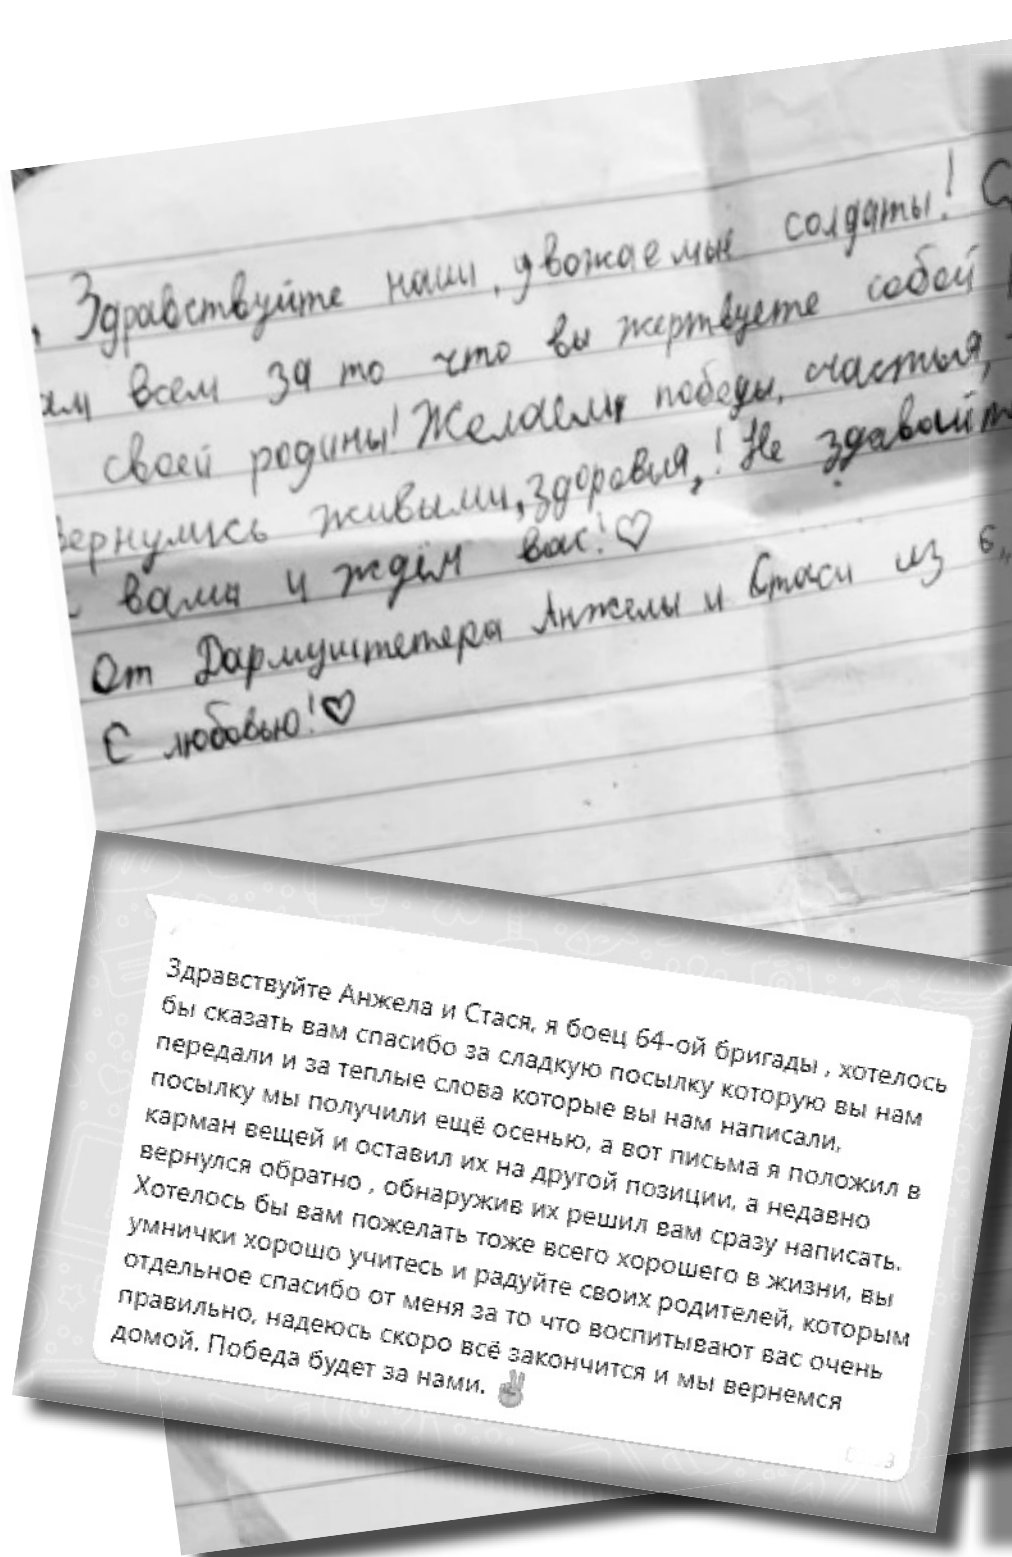 Здравствуйте наши, уважаемые солдаты!
всем за то что вы жертвуете собой
своей родины! Желаем победы, счастья,
вернулись живыми, здоровия,! Не здавайт
вами и ждём вас!♡
От Дармуштетера Анжелы и Стаси из
С любовью!♡
Здравствуйте Анжела и Стася, я боец 64-ой бригады , хотелось
бы сказать вам спасибо за сладкую посылку которую вы нам
передали и за теплые слова которые вы нам написали,
посылку мы получили ещё осенью, а вот письма я положил в
карман вещей и оставил их на другой позиции, а недавно
вернулся обратно , обнаружив их решил вам сразу написать.
Хотелось бы вам пожелать тоже всего хорошего в жизни, вы
умнички хорошо учитесь и радуйте своих родителей, которым
отдельное спасибо от меня за то что воспитывают вас очень
правильно, надеюсь скоро всё закончится и мы вернемся
домой. Победа будет за нами. ✌